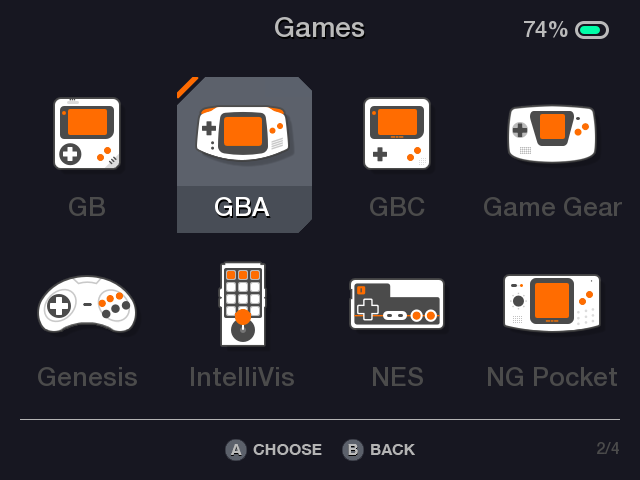 Games
74%
GB
GBA
GBC
Game Gear
Genesis
IntelliVis
NES
NG Pocket
A CHOOSE B BACK
2/4